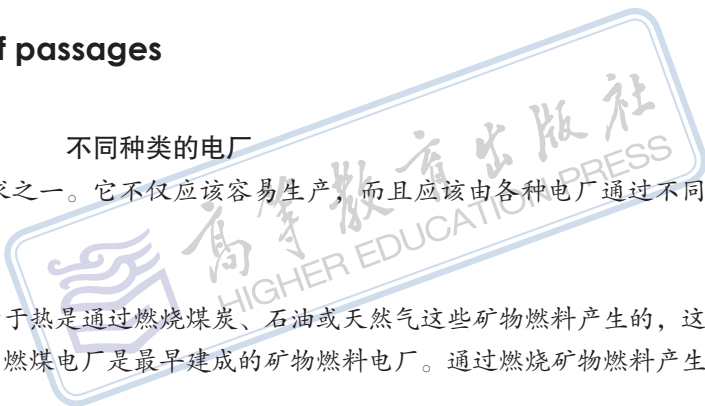 f passages
不同种类的电厂
求之一。它不仅应该容易生产，而且应该由各种电厂通过不同
于热是通过燃烧煤炭、石油或天然气这些矿物燃料产生的，这
燃煤电厂是最早建成的矿物燃料电厂。通过燃烧矿物燃料产生
高等教育出版社
HIGHER EDUCATION PRESS